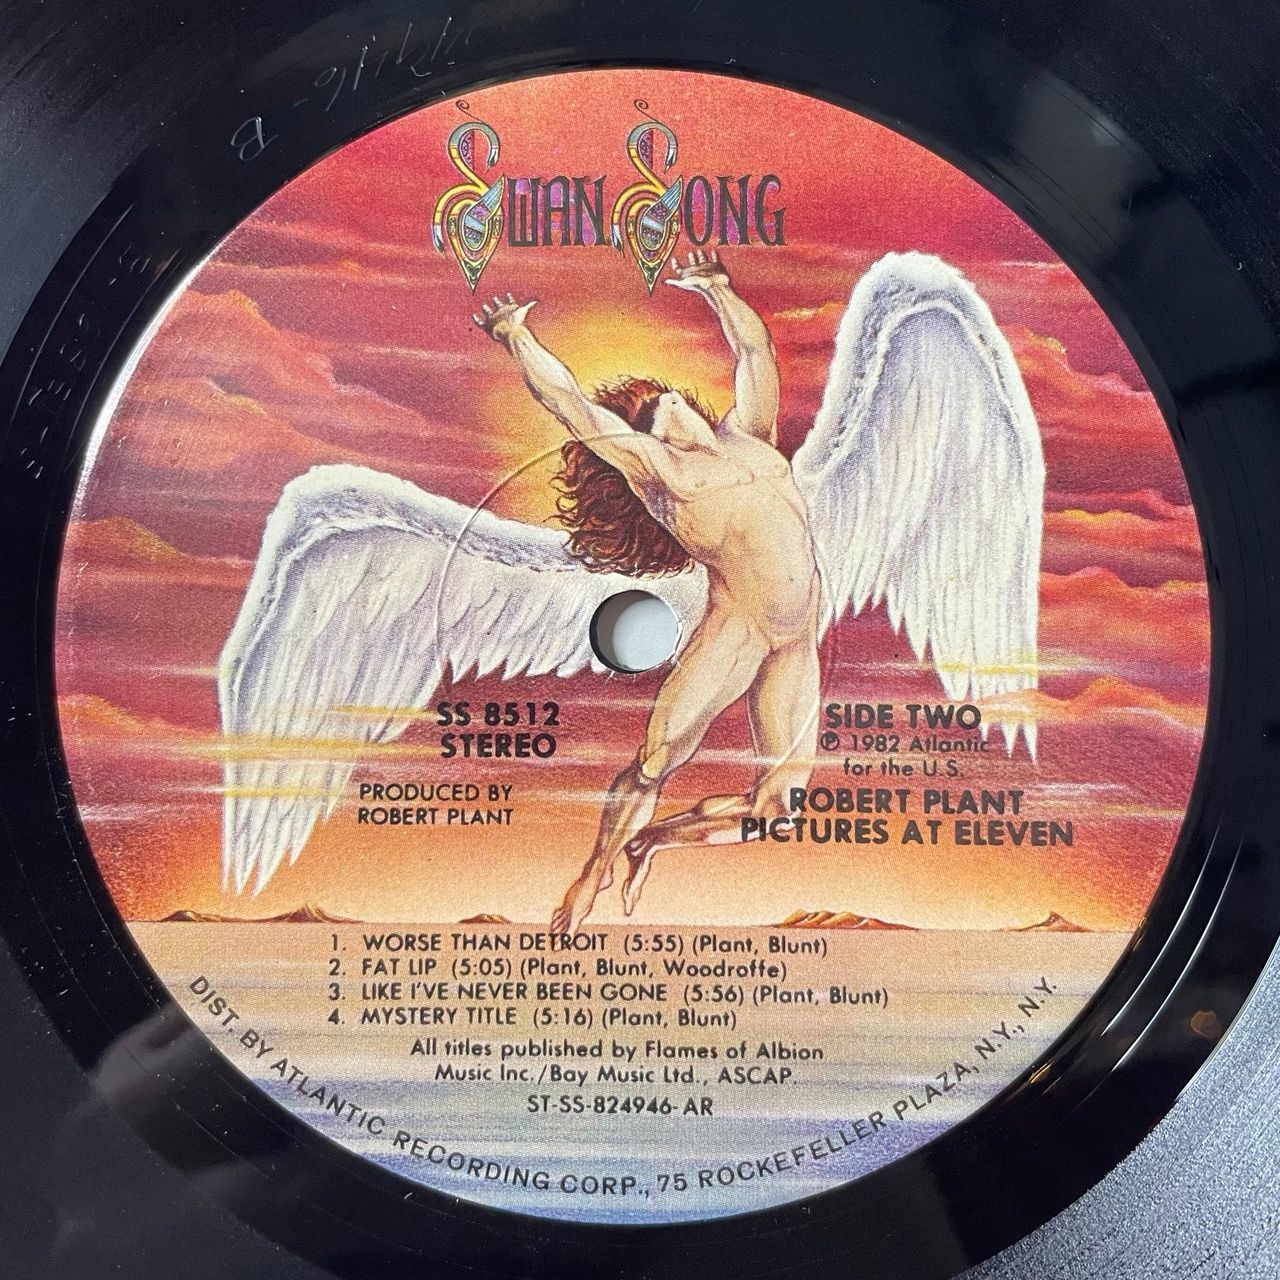 SWAN SONG
SS 8512
STEREO
PRODUCED BY
ROBERT PLANT
SIDE TWO
℗ 1982 Atlantic
for the U.S.
ROBERT PLANT
PICTURES AT ELEVEN
1. WORSE THAN DETROIT (5:55) (Plant, Blunt)
2. FAT LIP (5:05) (Plant, Blunt, Woodroffe)
3. LIKE I'VE NEVER BEEN GONE (5:56) (Plant, Blunt)
4. MYSTERY TITLE (5:16) (Plant, Blunt)
All titles published by Flames of Albion
Music Inc./Bay Music Ltd., ASCAP.
ST-SS-824946-AR
DIST. BY ATLANTIC RECORDING CORP., 75 ROCKEFELLER PLAZA, N.Y., N.Y.